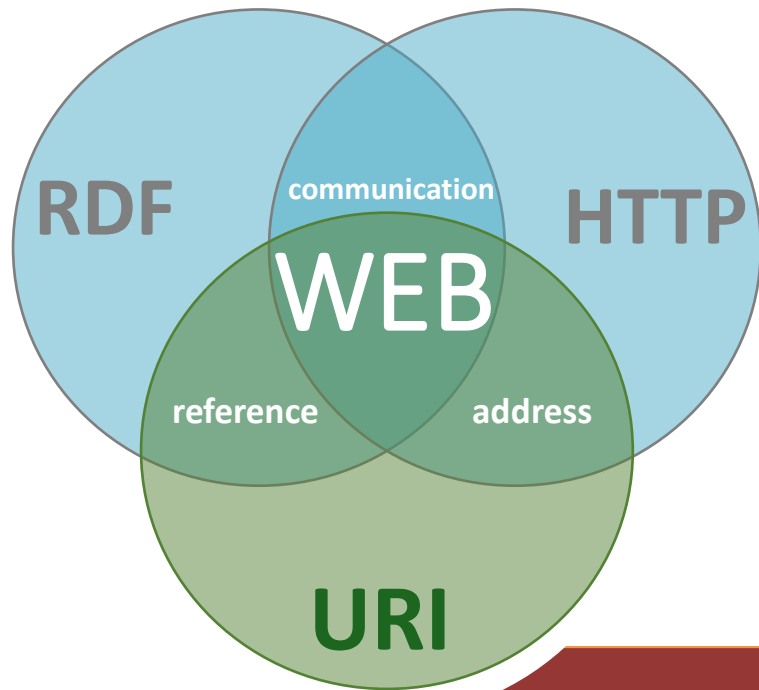 communication
RDF
HTTP
WEB
reference
address
URI